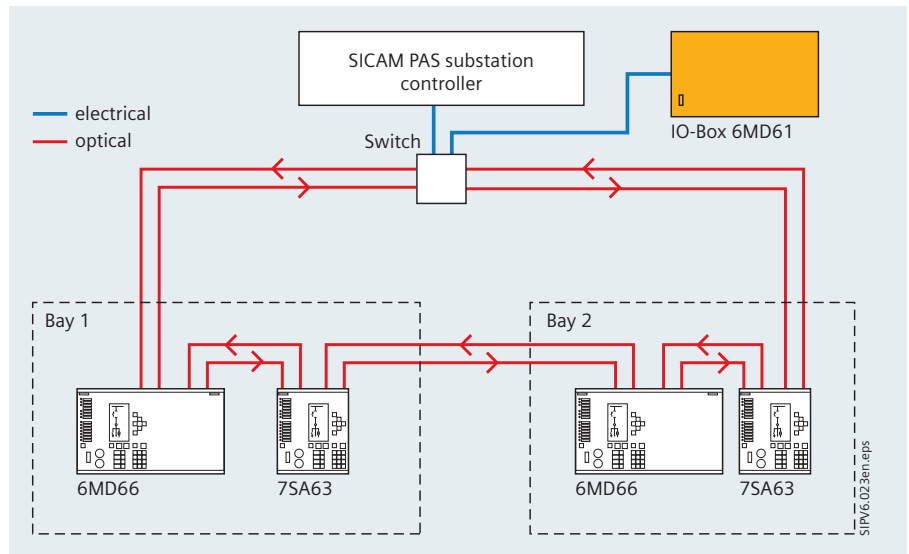 SICAM PAS substation
controller
electrical
optical
Switch
IO-Box 6MD61
Bay 1
Bay 2
6MD66
7SA63
6MD66
7SA63
SIPV6.023en.eps